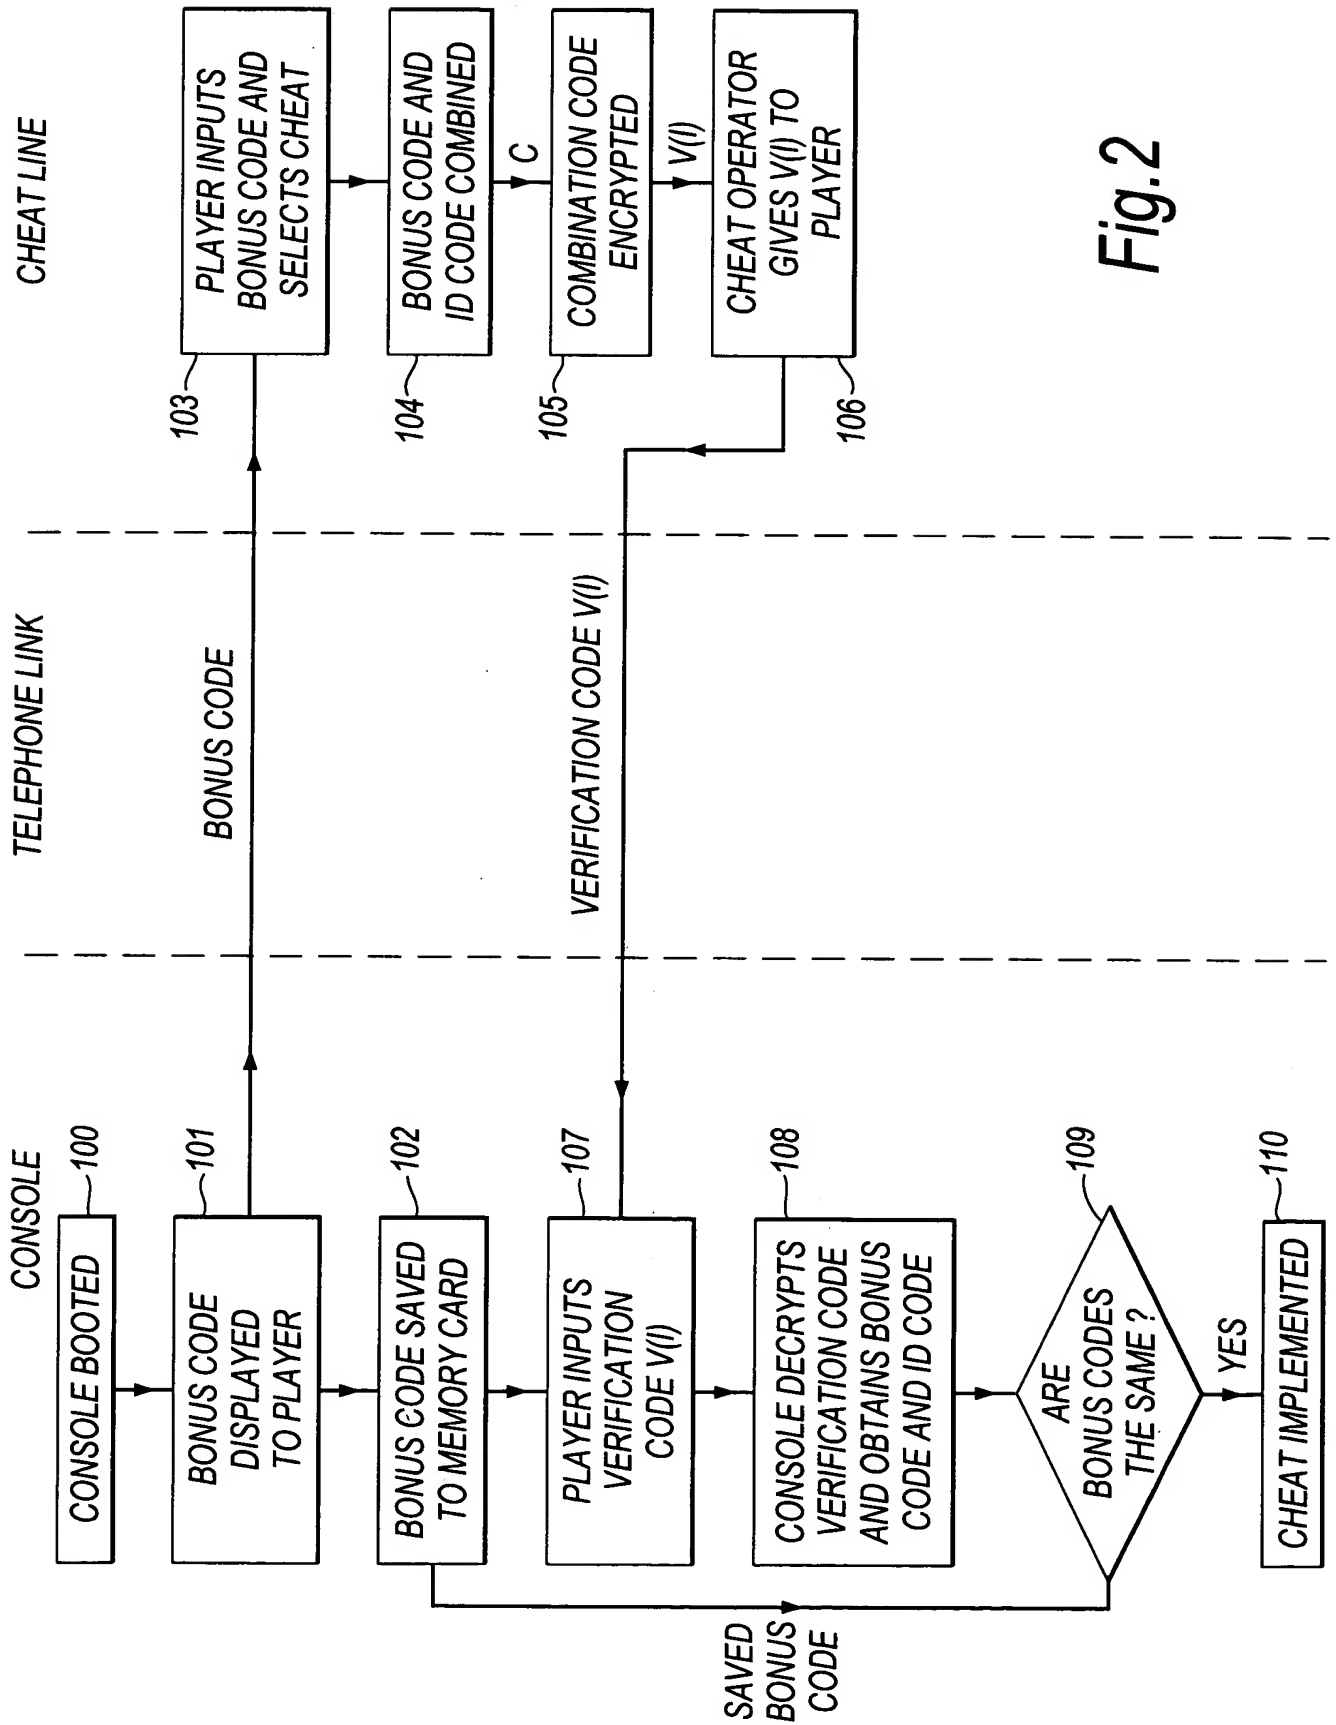 CONSOLE
100
CONSOLE BOOTED
101
BONUS CODE
DISPLAYED
TO PLAYER
102
BONUS CODE SAVED
TO MEMORY CARD
107
PLAYER INPUTS
VERIFICATION
CODE V(I)
108
CONSOLE DECRYPTS
VERIFICATION CODE
AND OBTAINS BONUS
CODE AND ID CODE
109
ARE
BONUS CODES
THE SAME ?
YES
110
CHEAT IMPLEMENTED
SAVED
BONUS
CODE
TELEPHONE LINK
BONUS CODE
VERIFICATION CODE V(I)
CHEAT LINE
103
PLAYER INPUTS
BONUS CODE AND
SELECTS CHEAT
104
BONUS CODE AND
ID CODE COMBINED
C
105
COMBINATION CODE
ENCRYPTED
V(I)
106
CHEAT OPERATOR
GIVES V(I) TO
PLAYER
Fig.2